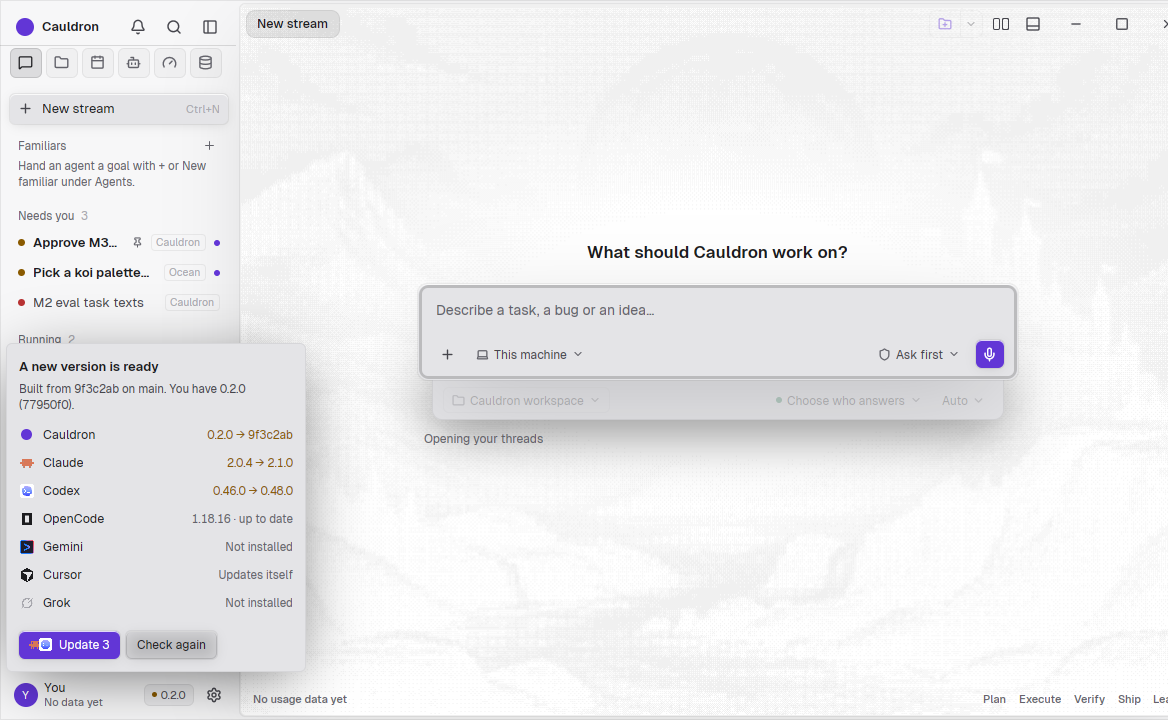 Cauldron
New stream
New stream Ctrl+N
Familiars
Hand an agent a goal with + or New
familiar under Agents.
Needs you 3
Approve M3... Cauldron
Pick a koi palette... Ocean
M2 eval task texts Cauldron
Running 2
A new version is ready
Built from 9f3c2ab on main. You have 0.2.0
(77950f0).
Cauldron 0.2.0 → 9f3c2ab
Claude 2.0.4 → 2.1.0
Codex 0.46.0 → 0.48.0
OpenCode 1.18.16 · up to date
Gemini Not installed
Cursor Updates itself
Grok Not installed
Update 3 Check again
Y You
No data yet
0.2.0
What should Cauldron work on?
Describe a task, a bug or an idea...
This machine Ask first
Cauldron workspace Choose who answers Auto
Opening your threads
No usage data yet
Plan Execute Verify Ship